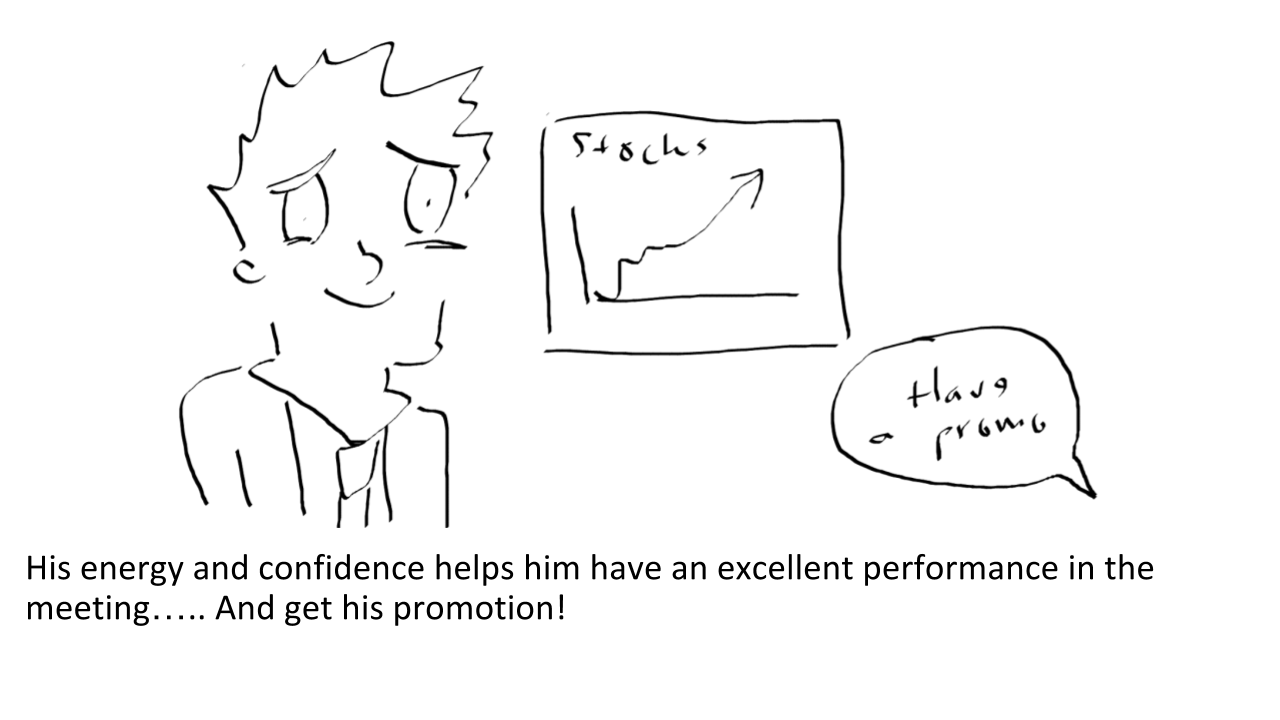 Stocks
Have
a promo
His energy and confidence helps him have an excellent performance in the
meeting….. And get his promotion!